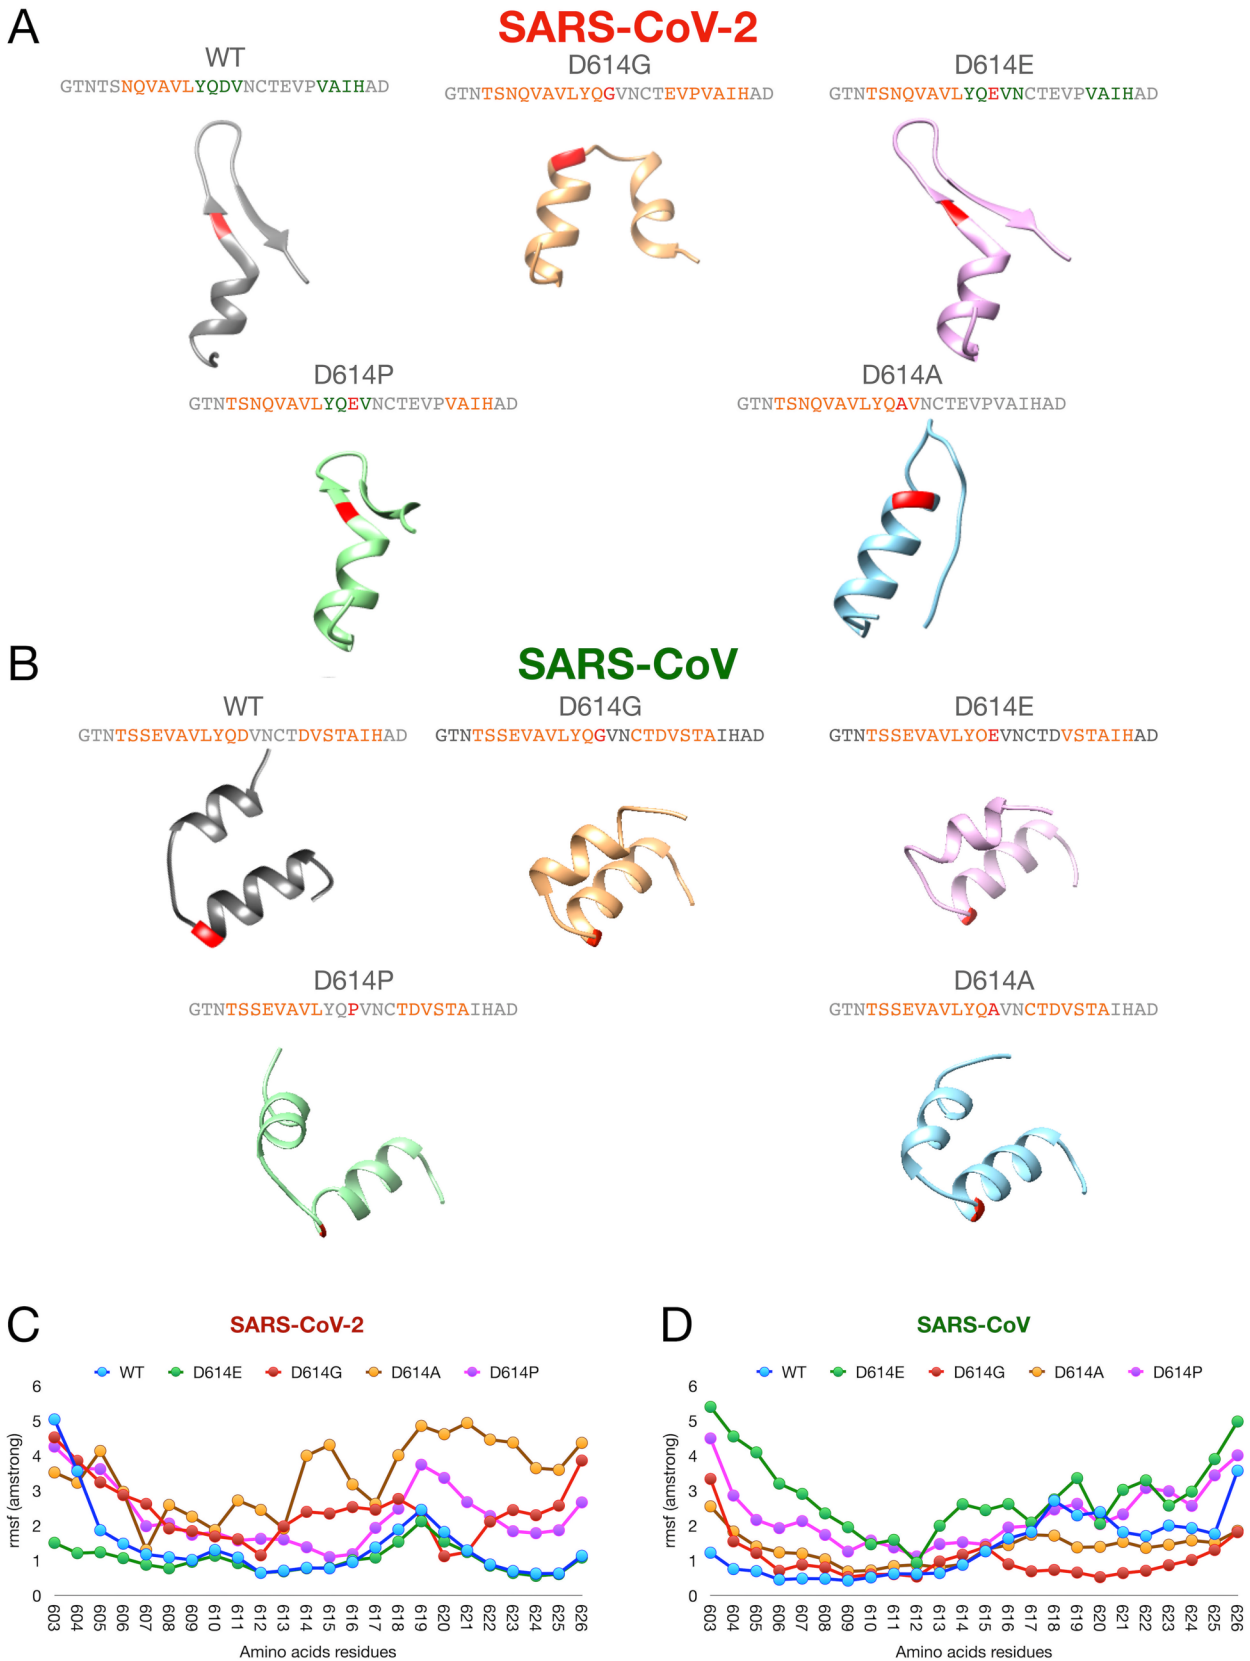 A
SARS-CoV-2
WT
D614G
D614E
GTNTSNQVAVLYQDVNCTEVPVAIHAD
GTNTSNQVAVLYQGVNCTEVPVAIHAD
GTNTSNQVAVLYQEVNCTEVPVAIHAD
D614P
D614A
GTNTSNQVAVLYQEVNCTEVPVAIHAD
GTNTSNQVAVLYQAVNCTEVPVAIHAD
B
SARS-CoV
WT
D614G
D614E
GTNTSSEVAVLYQDVNCTDVSTAIHAD
GTNTSSEVAVLYQGVNCTDVSTAIHAD
GTNTSSEVAVLYOEVNCTDVSTAIHAD
D614P
D614A
GTNTSSEVAVLYQPVNCTDVSTAIHAD
GTNTSSEVAVLYQAVNCTDVSTAIHAD
C
SARS-CoV-2
WT D614E D614G D614A D614P
6
5
4
3
2
1
0
rmsf (amstrong)
603 604 605 606 607 608 609 610 611 612 613 614 615 616 617 618 619 620 621 622 623 624 625 626
Amino acids residues
D
SARS-CoV
WT D614E D614G D614A D614P
6
5
4
3
2
1
0
rmsf (amstrong)
603 604 605 606 607 608 609 610 611 612 613 614 615 616 617 618 619 620 621 622 623 624 625 626
Amino acids residues